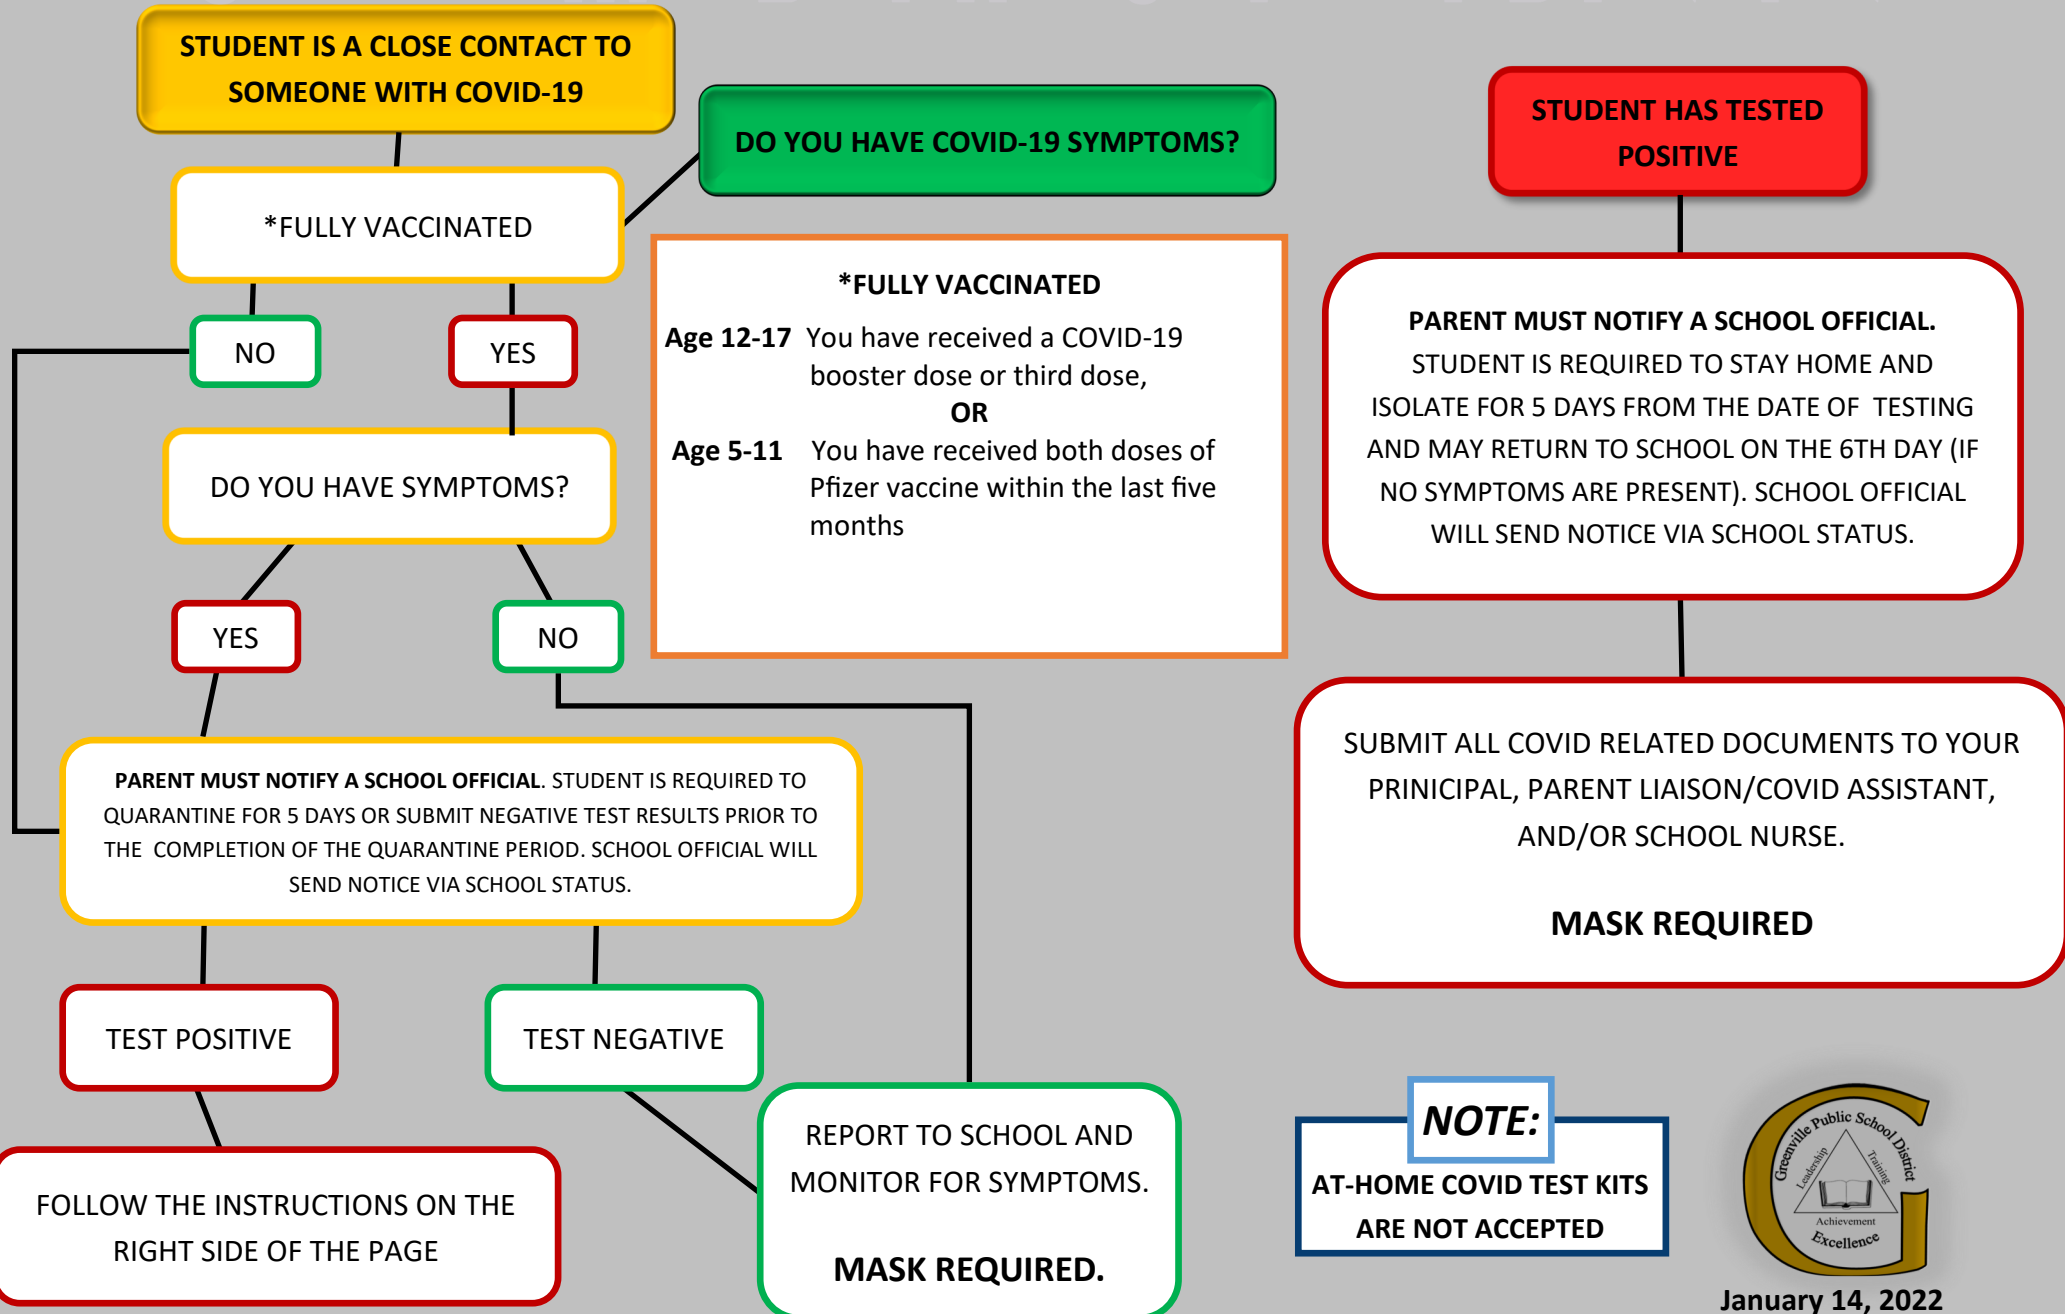 STUDENT IS A CLOSE CONTACT TO
SOMEONE WITH COVID-19
DO YOU HAVE COVID-19 SYMPTOMS?
*FULLY VACCINATED
NO
YES
DO YOU HAVE SYMPTOMS?
YES
NO
PARENT MUST NOTIFY A SCHOOL OFFICIAL. STUDENT IS REQUIRED TO
QUARANTINE FOR 5 DAYS OR SUBMIT NEGATIVE TEST RESULTS PRIOR TO
THE COMPLETION OF THE QUARANTINE PERIOD. SCHOOL OFFICIAL WILL
SEND NOTICE VIA SCHOOL STATUS.
TEST POSITIVE
TEST NEGATIVE
FOLLOW THE INSTRUCTIONS ON THE
RIGHT SIDE OF THE PAGE
REPORT TO SCHOOL AND
MONITOR FOR SYMPTOMS.
MASK REQUIRED.
*FULLY VACCINATED
Age 12-17 You have received a COVID-19
booster dose or third dose,
OR
Age 5-11 You have received both doses of
Pfizer vaccine within the last five
months
STUDENT HAS TESTED
POSITIVE
PARENT MUST NOTIFY A SCHOOL OFFICIAL.
STUDENT IS REQUIRED TO STAY HOME AND
ISOLATE FOR 5 DAYS FROM THE DATE OF TESTING
AND MAY RETURN TO SCHOOL ON THE 6TH DAY (IF
NO SYMPTOMS ARE PRESENT). SCHOOL OFFICIAL
WILL SEND NOTICE VIA SCHOOL STATUS.
SUBMIT ALL COVID RELATED DOCUMENTS TO YOUR
PRINICIPAL, PARENT LIAISON/COVID ASSISTANT,
AND/OR SCHOOL NURSE.
MASK REQUIRED
NOTE:
AT-HOME COVID TEST KITS
ARE NOT ACCEPTED
Greenville Public School District
Leadership
Training
Achievement
Excellence
January 14, 2022